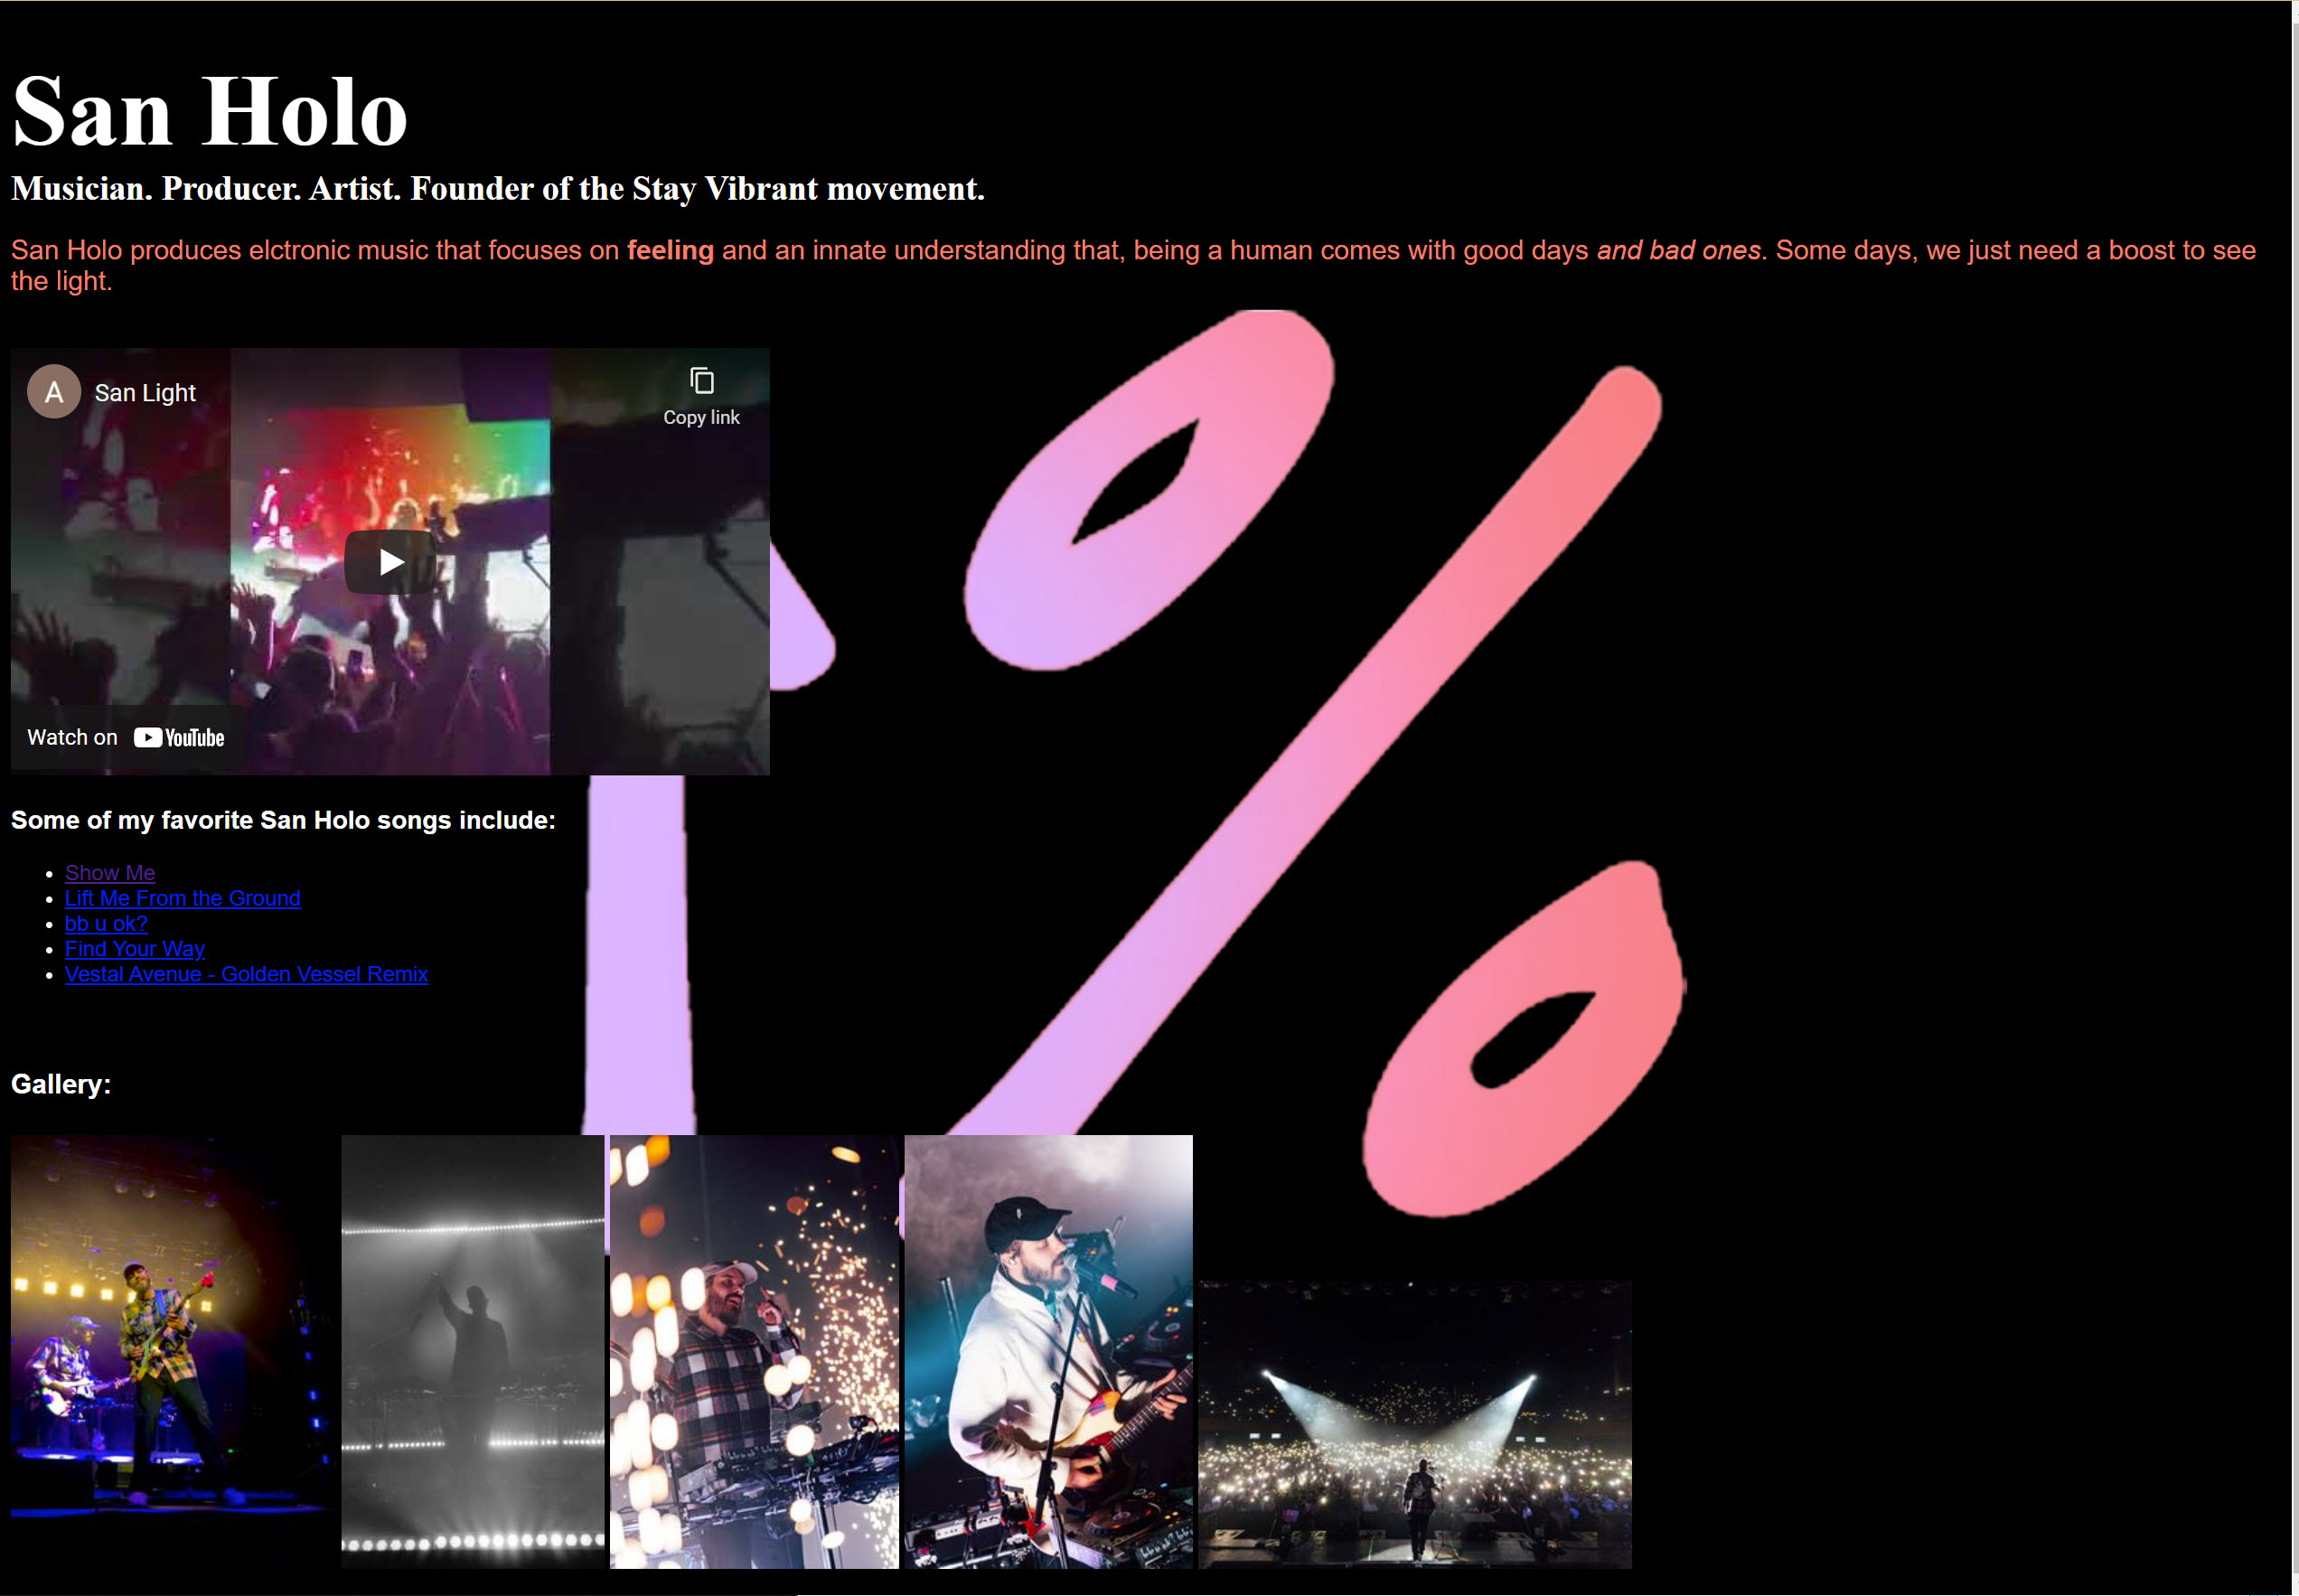 San Holo
Musician. Producer. Artist. Founder of the Stay Vibrant movement.
San Holo produces elctronic music that focuses on feeling and an innate understanding that, being a human comes with good days and bad ones. Some days, we just need a boost to see
the light.
A
San Light
Copy link
Watch on YouTube
Some of my favorite San Holo songs include:
Show Me
Lift Me From the Ground
bb u ok?
Find Your Way
Vestal Avenue - Golden Vessel Remix
Gallery: